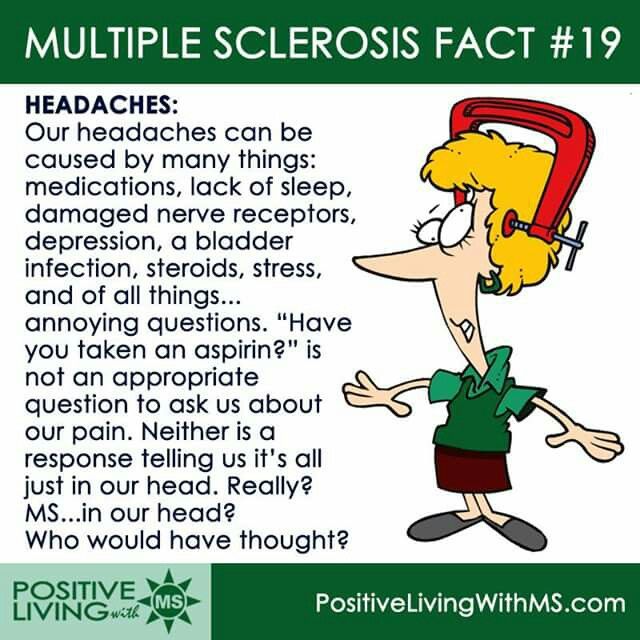 MULTIPLE SCLEROSIS FACT #19
HEADACHES:
Our headaches can be
caused by many things:
medications, lack of sleep,
damaged nerve receptors,
depression, a bladder
infection, steroids, stress,
and of all things...
annoying questions. “Have
you taken an aspirin?” is
not an appropriate
question to ask us about
our pain. Neither is a
response telling us it’s all
just in our head. Really?
MS...in our head?
Who would have thought?
POSITIVE
LIVING with MS
PositiveLivingWithMS.com